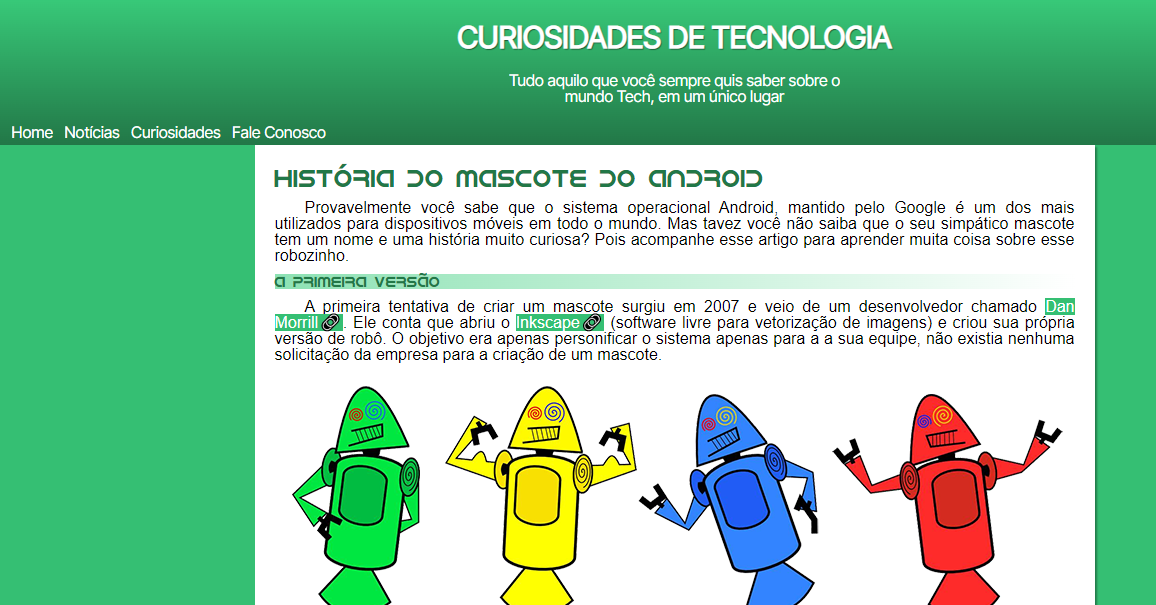 CURIOSIDADES DE TECNOLOGIA
Tudo aquilo que você sempre quis saber sobre o
mundo Tech, em um único lugar
Home Notícias Curiosidades Fale Conosco
HISTÓRIA DO MASCOTE DO ANDROID
Provavelmente você sabe que o sistema operacional Android, mantido pelo Google é um dos mais
utilizados para dispositivos móveis em todo o mundo. Mas tavez você não saiba que o seu simpático mascote
tem um nome e uma história muito curiosa? Pois acompanhe esse artigo para aprender muita coisa sobre esse
robozinho.
A PRIMEIRA VERSÃO
A primeira tentativa de criar um mascote surgiu em 2007 e veio de um desenvolvedor chamado Dan
Morrill. Ele conta que abriu o Inkscape (software livre para vetorização de imagens) e criou sua própria
versão de robô. O objetivo era apenas personificar o sistema apenas para a a sua equipe, não existia nenhuma
solicitação da empresa para a criação de um mascote.